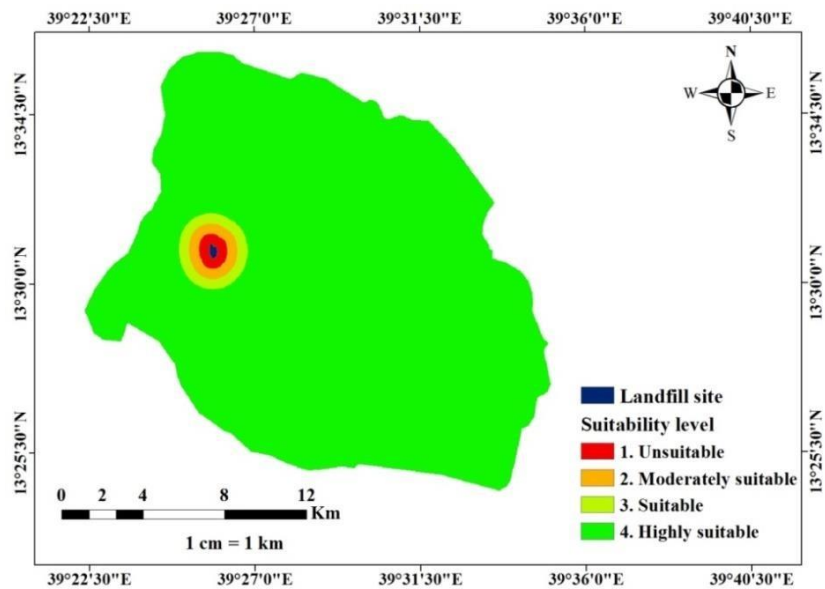 39°22'30"E 39°27'0"E 39°31'30"E 39°36'0"E 39°40'30"E
N
W E
S
13°34'30"N 13°34'30"N
13°30'0"N 13°30'0"N
13°25'30"N 13°25'30"N
Landfill site
Suitability level
1. Unsuitable
2. Moderately suitable
3. Suitable
4. Highly suitable
0 2 4 8 12
Km
1 cm = 1 km
39°22'30"E 39°27'0"E 39°31'30"E 39°36'0"E 39°40'30"E